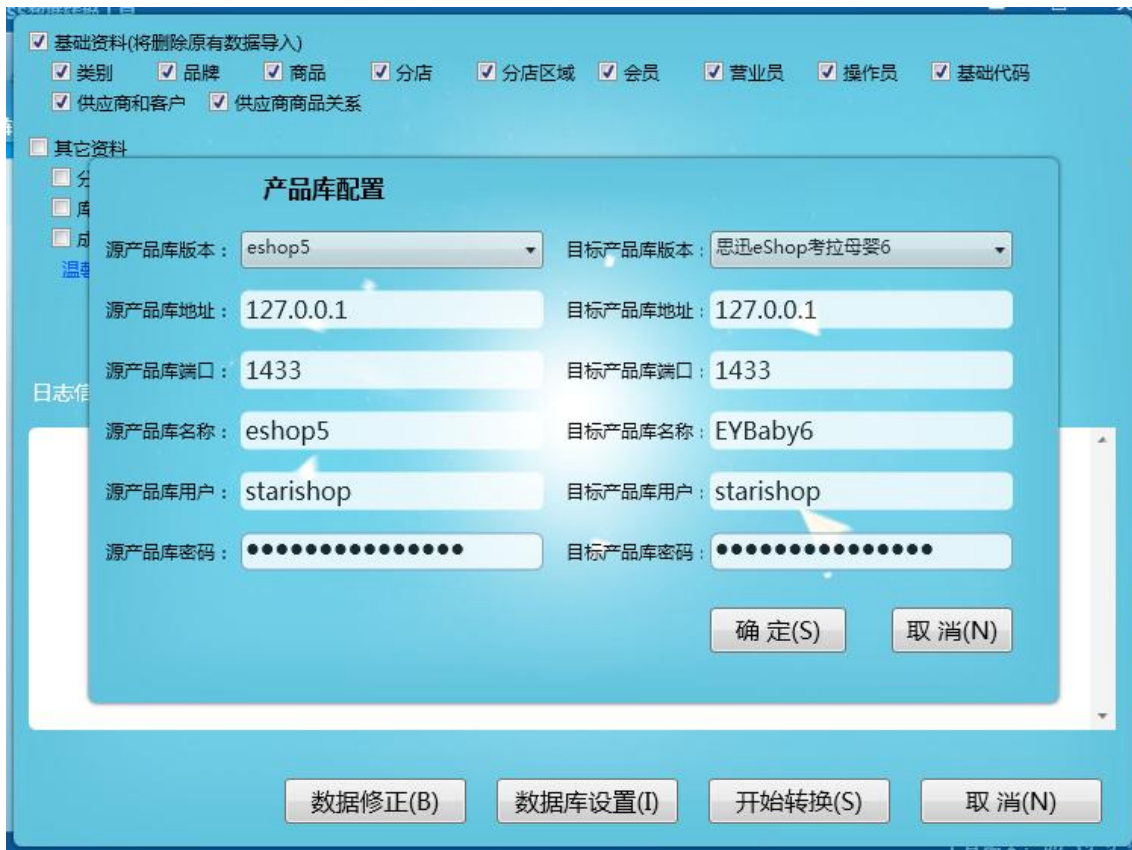 基础资料(将删除原有数据导入)
类别 品牌 商品 分店 分店区域 会员 营业员 操作员 基础代码
供应商和客户 供应商商品关系
其它资料
产品库配置
源产品库版本： eshop5 目标产品库版本： 思迅eShop考拉母婴6
源产品库地址： 127.0.0.1 目标产品库地址： 127.0.0.1
源产品库端口： 1433 目标产品库端口： 1433
日志信
源产品库名称： eshop5 目标产品库名称： EYBaby6
源产品库用户： starishop 目标产品库用户： starishop
源产品库密码： ●●●●●●●●●●●●●●● 目标产品库密码： ●●●●●●●●●●●●●●●
确 定(S) 取 消(N)
数据修正(B) 数据库设置(I) 开始转换(S) 取 消(N)